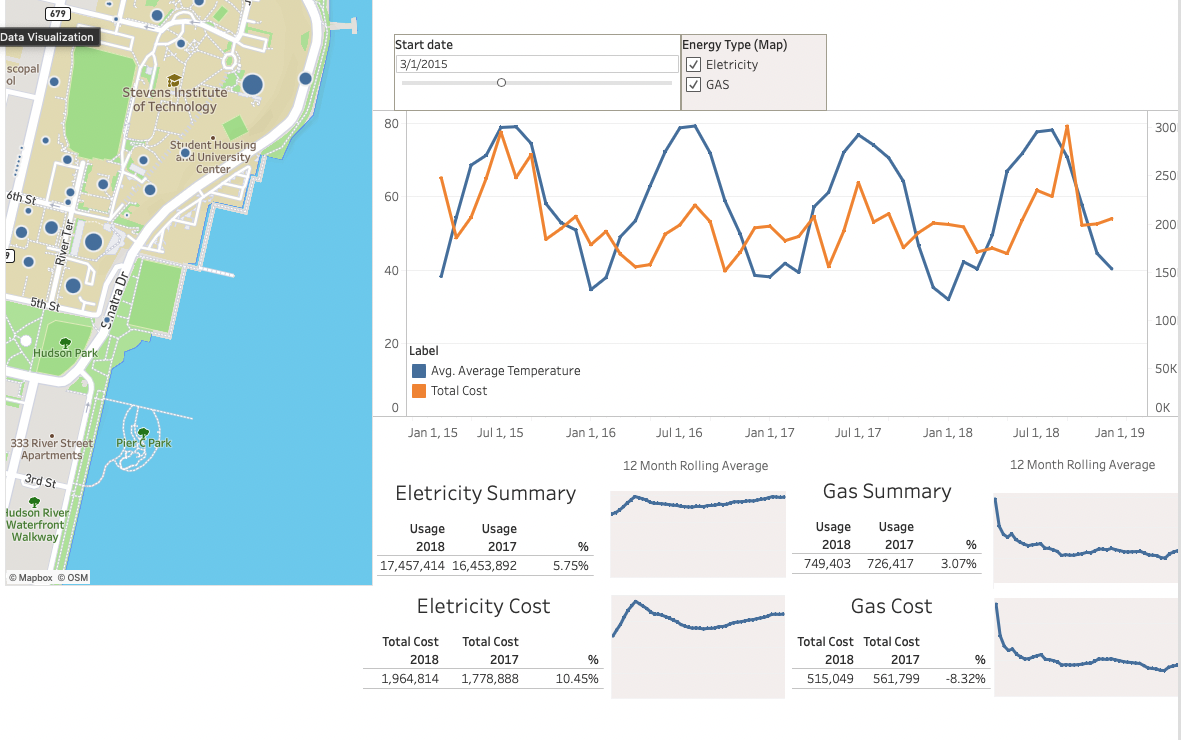 679
Data Visualization
scopal
ol
Stevens Institute
of Technology
Student Housing
and University
Center
6th St
River Ter
9
5th St
Sinatra Dr
Hudson Park
333 River Street
Apartments
Pier C Park
3rd St
Hudson River
Waterfront
Walkway
© Mapbox © OSM
Start date
3/1/2015
Energy Type (Map)
Eletricity
GAS
80
60
40
20
0
300
250
200
150
100
50K
0K
Label
Avg. Average Temperature
Total Cost
Jan 1, 15 Jul 1, 15 Jan 1, 16 Jul 1, 16 Jan 1, 17 Jul 1, 17 Jan 1, 18 Jul 1, 18 Jan 1, 19
12 Month Rolling Average
12 Month Rolling Average
Eletricity Summary
Usage Usage
2018 2017 %
17,457,414 16,453,892 5.75%
Gas Summary
Usage Usage
2018 2017 %
749,403 726,417 3.07%
Eletricity Cost
Total Cost Total Cost
2018 2017 %
1,964,814 1,778,888 10.45%
Gas Cost
Total Cost Total Cost
2018 2017 %
515,049 561,799 -8.32%